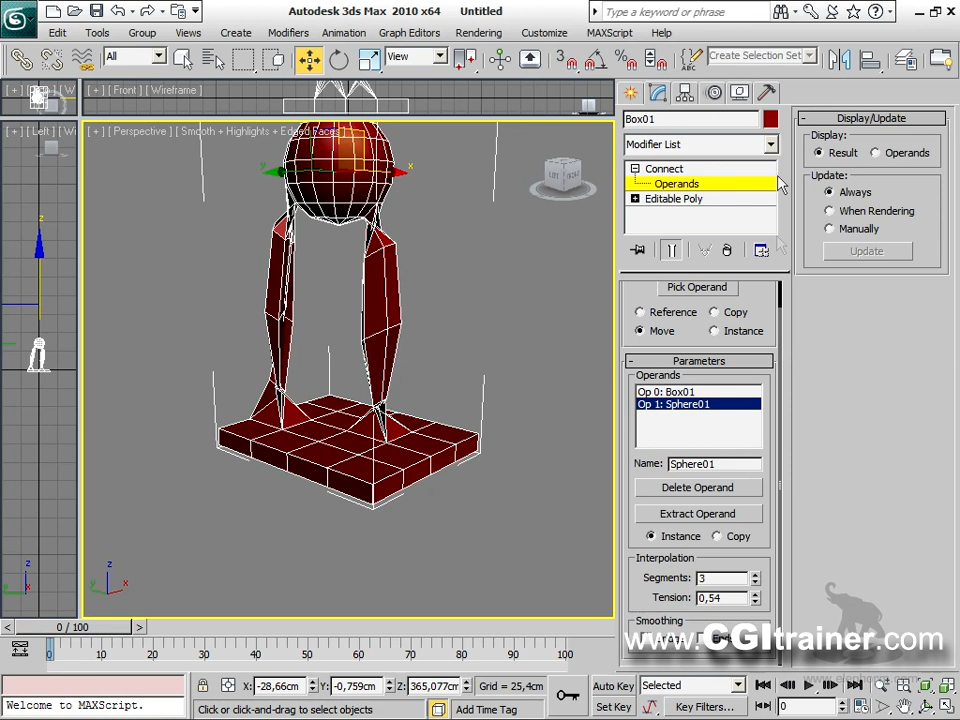 Autodesk 3ds Max 2010 x64 Untitled
Type a keyword or phrase
Edit Tools Group Views Create Modifiers Animation Graph Editors Rendering Customize MAXScript Help
All
View
3
Create Selection Set
[ + ] [ Front ] [ Wireframe ]
[ + ] [ Left ] [ Wi
[ + ] [ Perspective ] [ Smooth + Highlights + Edged Faces ]
Box01
Modifier List
Connect
Operands
Editable Poly
Display/Update
Display:
Result Operands
Update:
Always
When Rendering
Manually
Update
Pick Operand
Reference Copy
Move Instance
Parameters
Operands
Op 0: Box01
Op 1: Sphere01
Name: Sphere01
Delete Operand
Extract Operand
Instance Copy
Interpolation
Segments: 3
Tension: 0,54
Smoothing
www.CGItrainer.com
z
y x
z
y x
z
y x
0 / 100
0 10 20 30 40 50 60 70 80 90 100
X: -28,66cm Y: -0,759cm Z: 365,077cm Grid = 25,4cm
Auto Key Selected
Welcome to MAXScript.
Click or click-and-drag to select objects
Add Time Tag
Set Key Key Filters...
0